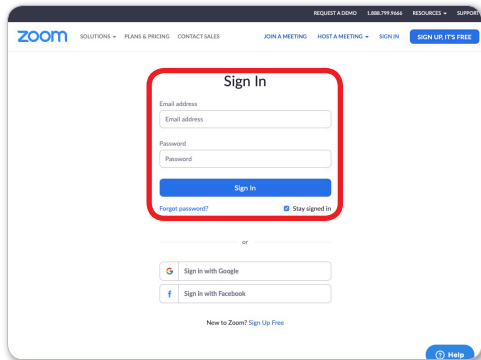 REQUEST A DEMO 1.888.799.9666 RESOURCES SUPPORT
zoom SOLUTIONS PLANS & PRICING CONTACT SALES JOIN A MEETING HOST A MEETING SIGN IN SIGN UP, IT'S FREE
Sign In
Email address
Email address
Password
Password
Sign In
Forgot password? Stay signed in
or
G Sign in with Google
f Sign in with Facebook
New to Zoom? Sign Up Free
? Help